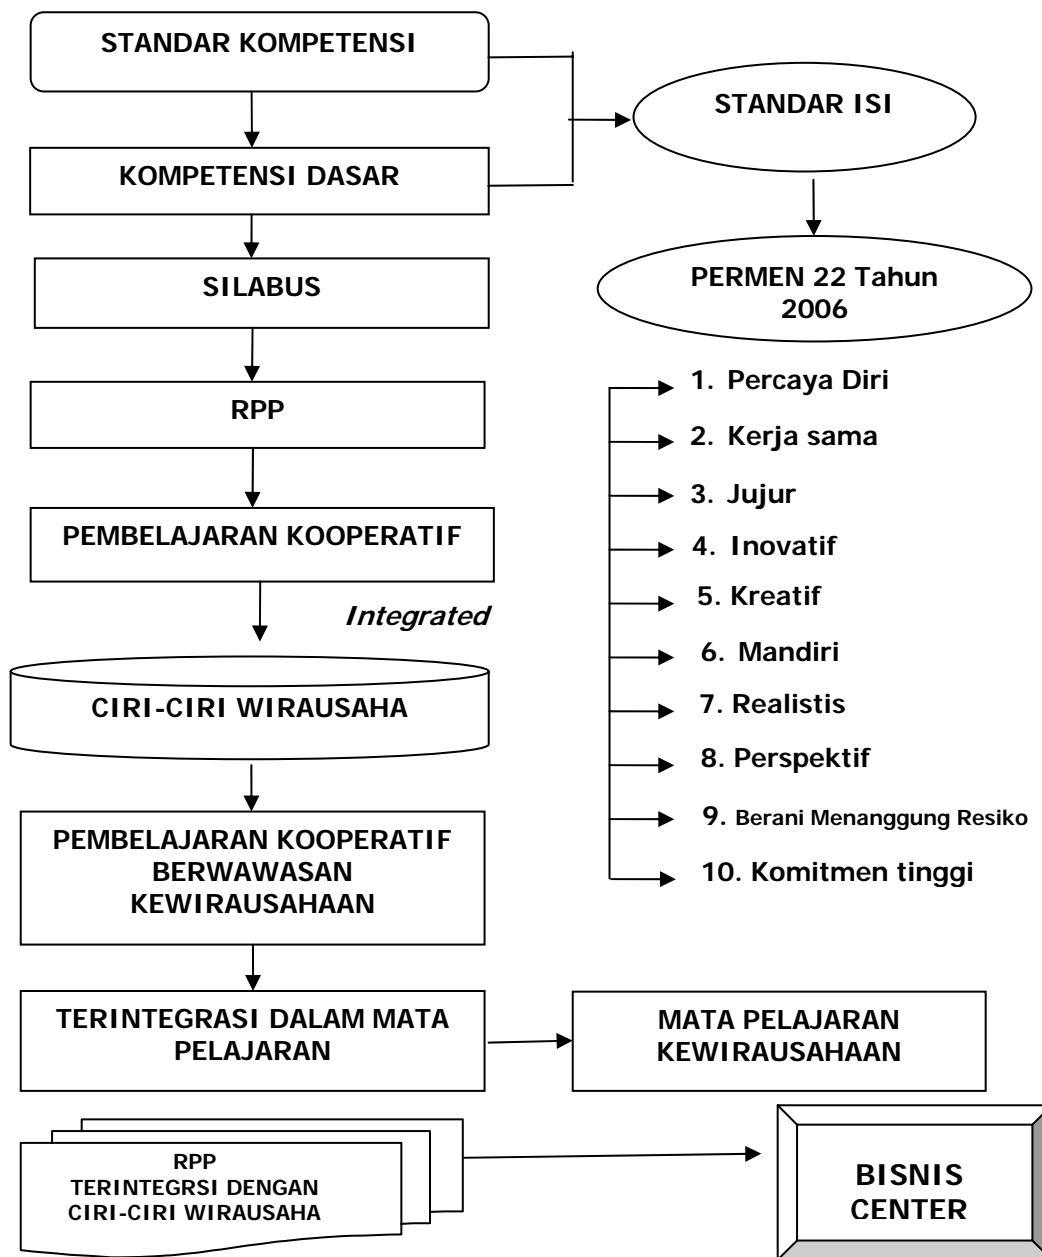 STANDAR KOMPETENSI
STANDAR ISI
KOMPETENSI DASAR
SILABUS
PERMEN 22 Tahun
2006
RPP
1. Percaya Diri
2. Kerja sama
3. Jujur
4. Inovatif
5. Kreatif
6. Mandiri
7. Realistis
8. Perspektif
9. Berani Menanggung Resiko
10. Komitmen tinggi
PEMBELAJARAN KOOPERATIF
Integrated
CIRI-CIRI WIRAUSAHA
PEMBELAJARAN KOOPERATIF
BERWAWASAN
KEWIRAUSAHAAN
TERINTEGRASI DALAM MATA
PELAJARAN
MATA PELAJARAN
KEWIRAUSAHAAN
RPP
TERINTEGRSI DENGAN
CIRI-CIRI WIRAUSAHA
BISNIS
CENTER